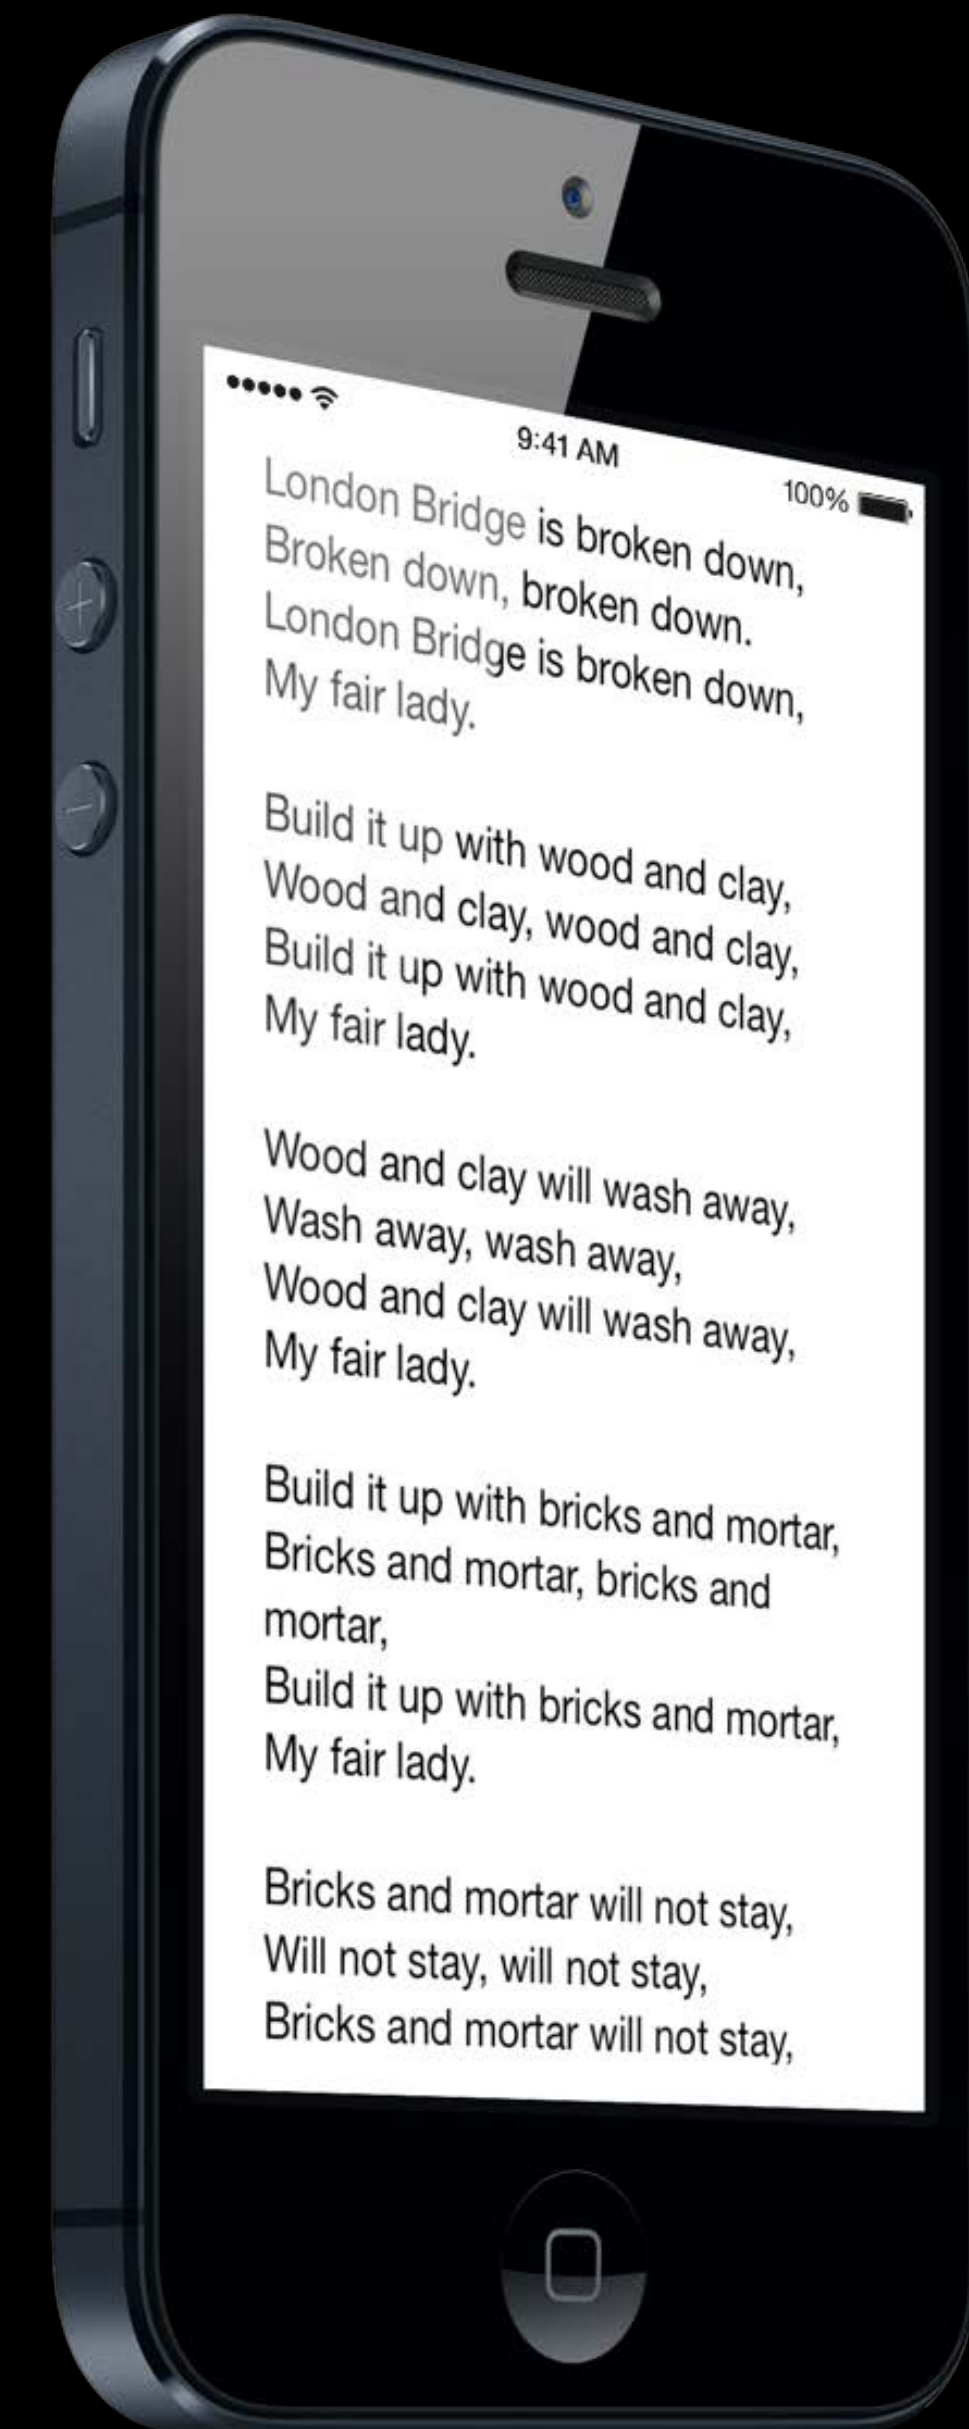 9:41 AM
100%
London Bridge is broken down,
Broken down, broken down.
London Bridge is broken down,
My fair lady.
Build it up with wood and clay,
Wood and clay, wood and clay,
Build it up with wood and clay,
My fair lady.
Wood and clay will wash away,
Wash away, wash away,
Wood and clay will wash away,
My fair lady.
Build it up with bricks and mortar,
Bricks and mortar, bricks and
mortar,
Build it up with bricks and mortar,
My fair lady.
Bricks and mortar will not stay,
Will not stay, will not stay,
Bricks and mortar will not stay,